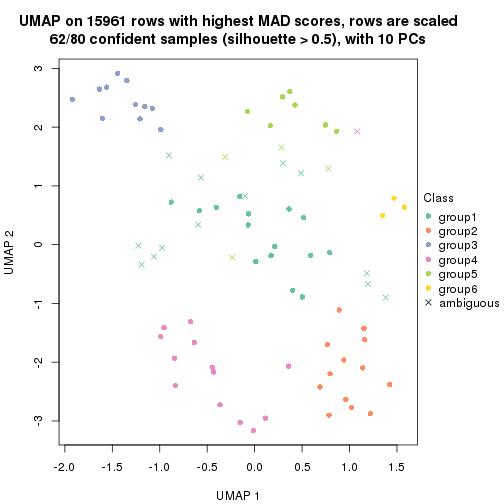 UMAP on 15961 rows with highest MAD scores, rows are scaled
62/80 confident samples (silhouette > 0.5), with 10 PCs
3
2
1
0
-1
-2
-3
UMAP 2
-2.0 -1.5 -1.0 -0.5 0.0 0.5 1.0 1.5
UMAP 1
Class
group1
group2
group3
group4
group5
group6
ambiguous